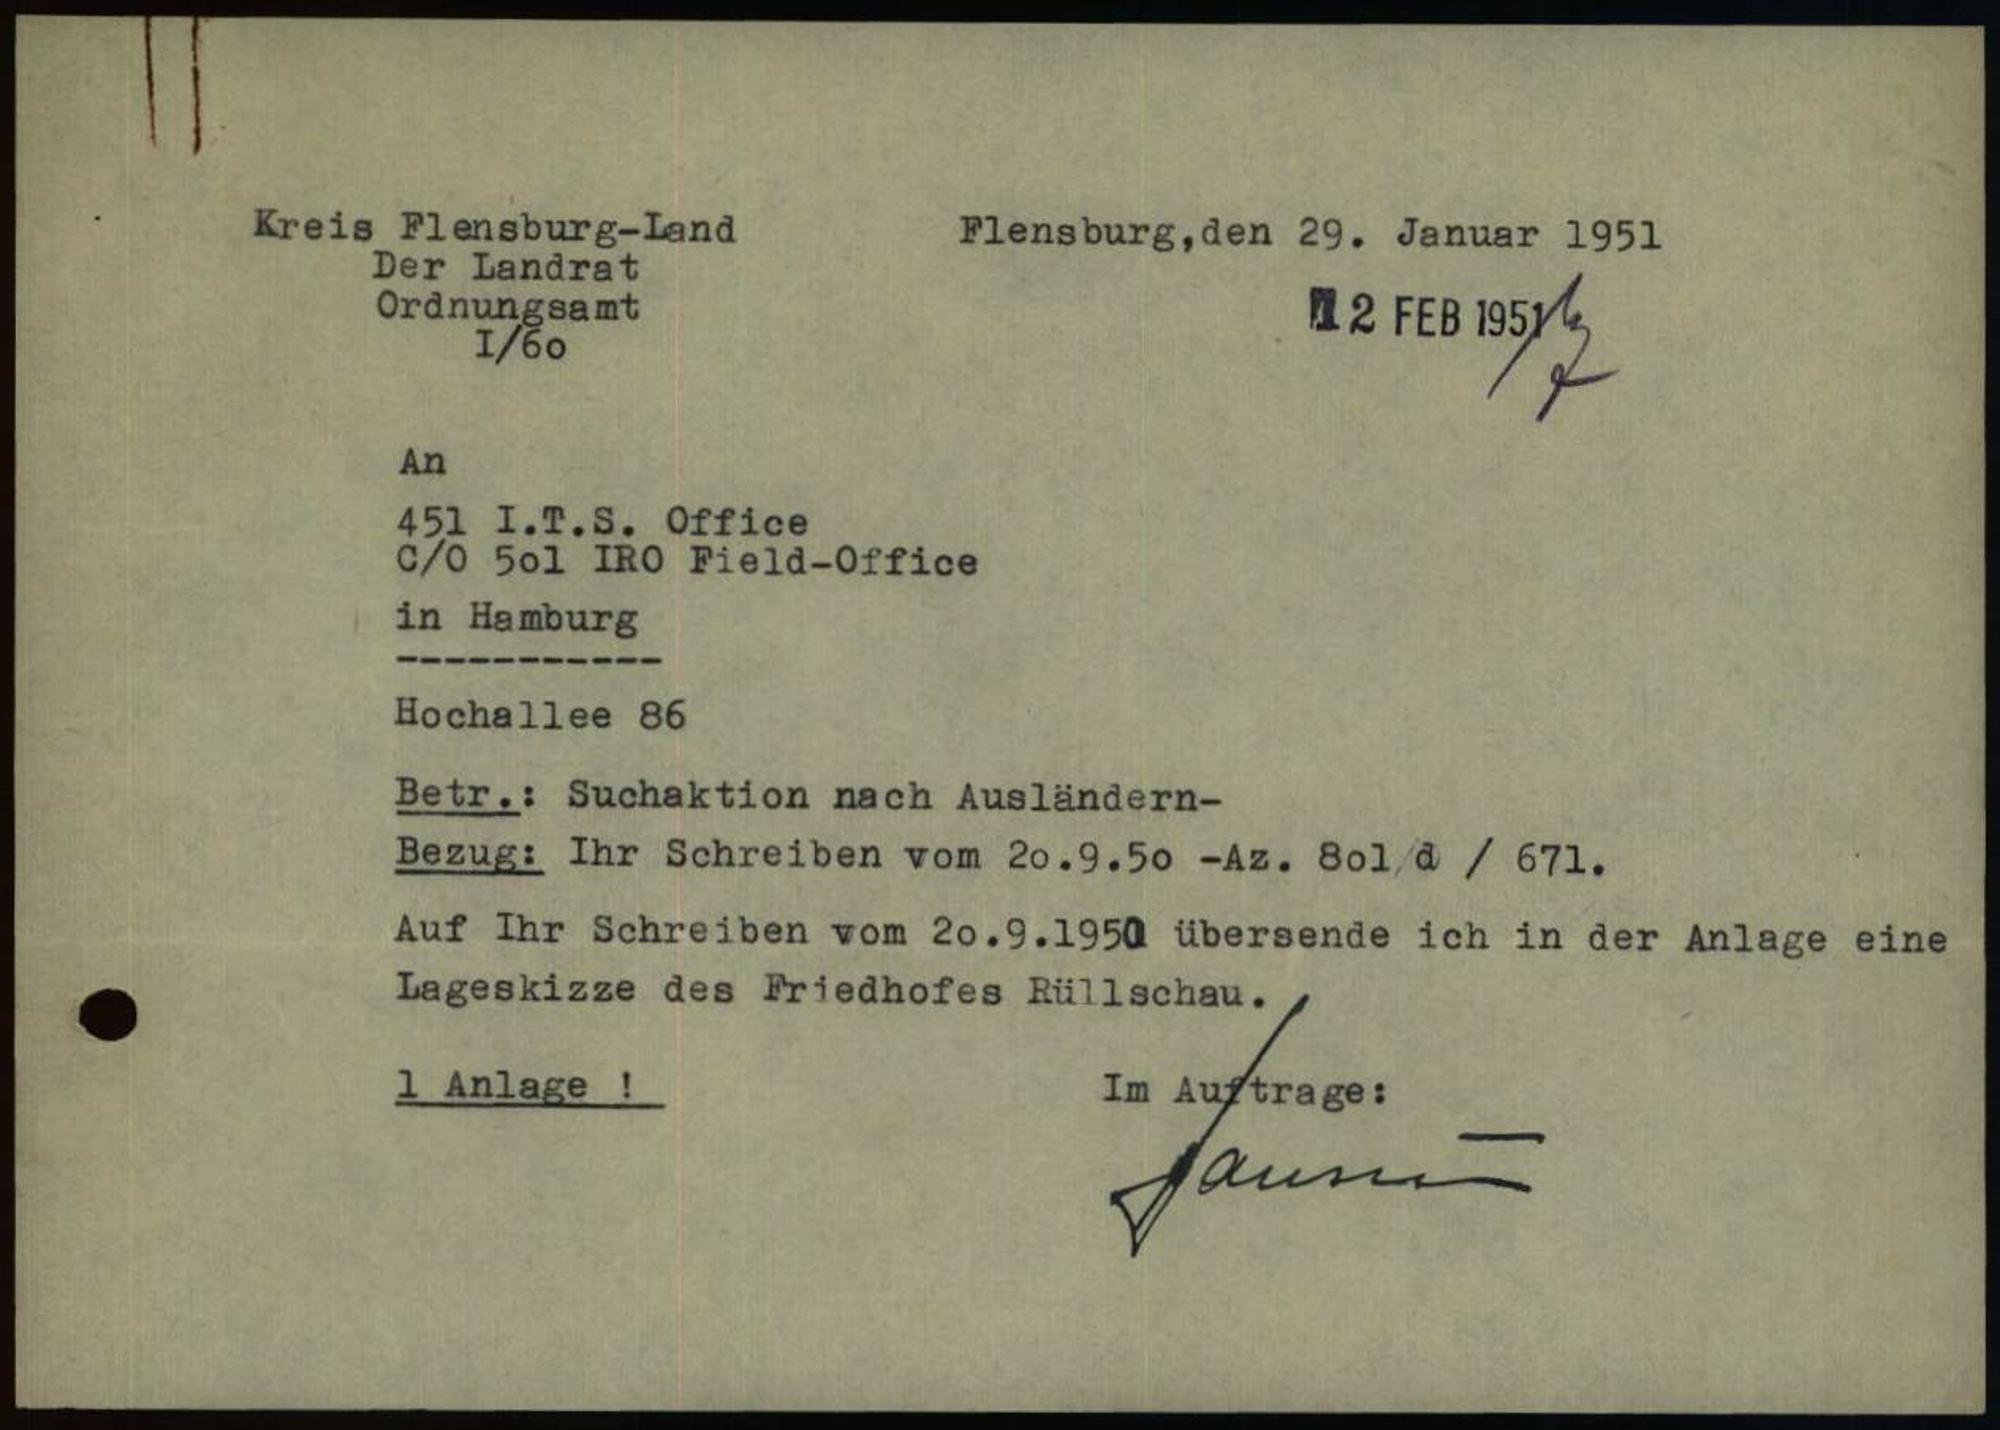 Kreis Flensburg-Land
Der Landrat
Ordnungsamt
I/6o
Flensburg,den 29. Januar 1951
12 FEB 1951
An
451 I.T.S. Office
C/O 5o1 IRO Field-Office
in Hamburg
-----------
Hochallee 86
Betr.: Suchaktion nach Ausländern-
Bezug: Ihr Schreiben vom 2o.9.5o -Az. 8o1/d / 671.
Auf Ihr Schreiben vom 2o.9.1950 übersende ich in der Anlage eine
Lageskizze des Friedhofes Rüllschau.
1 Anlage !
Im Auftrage: